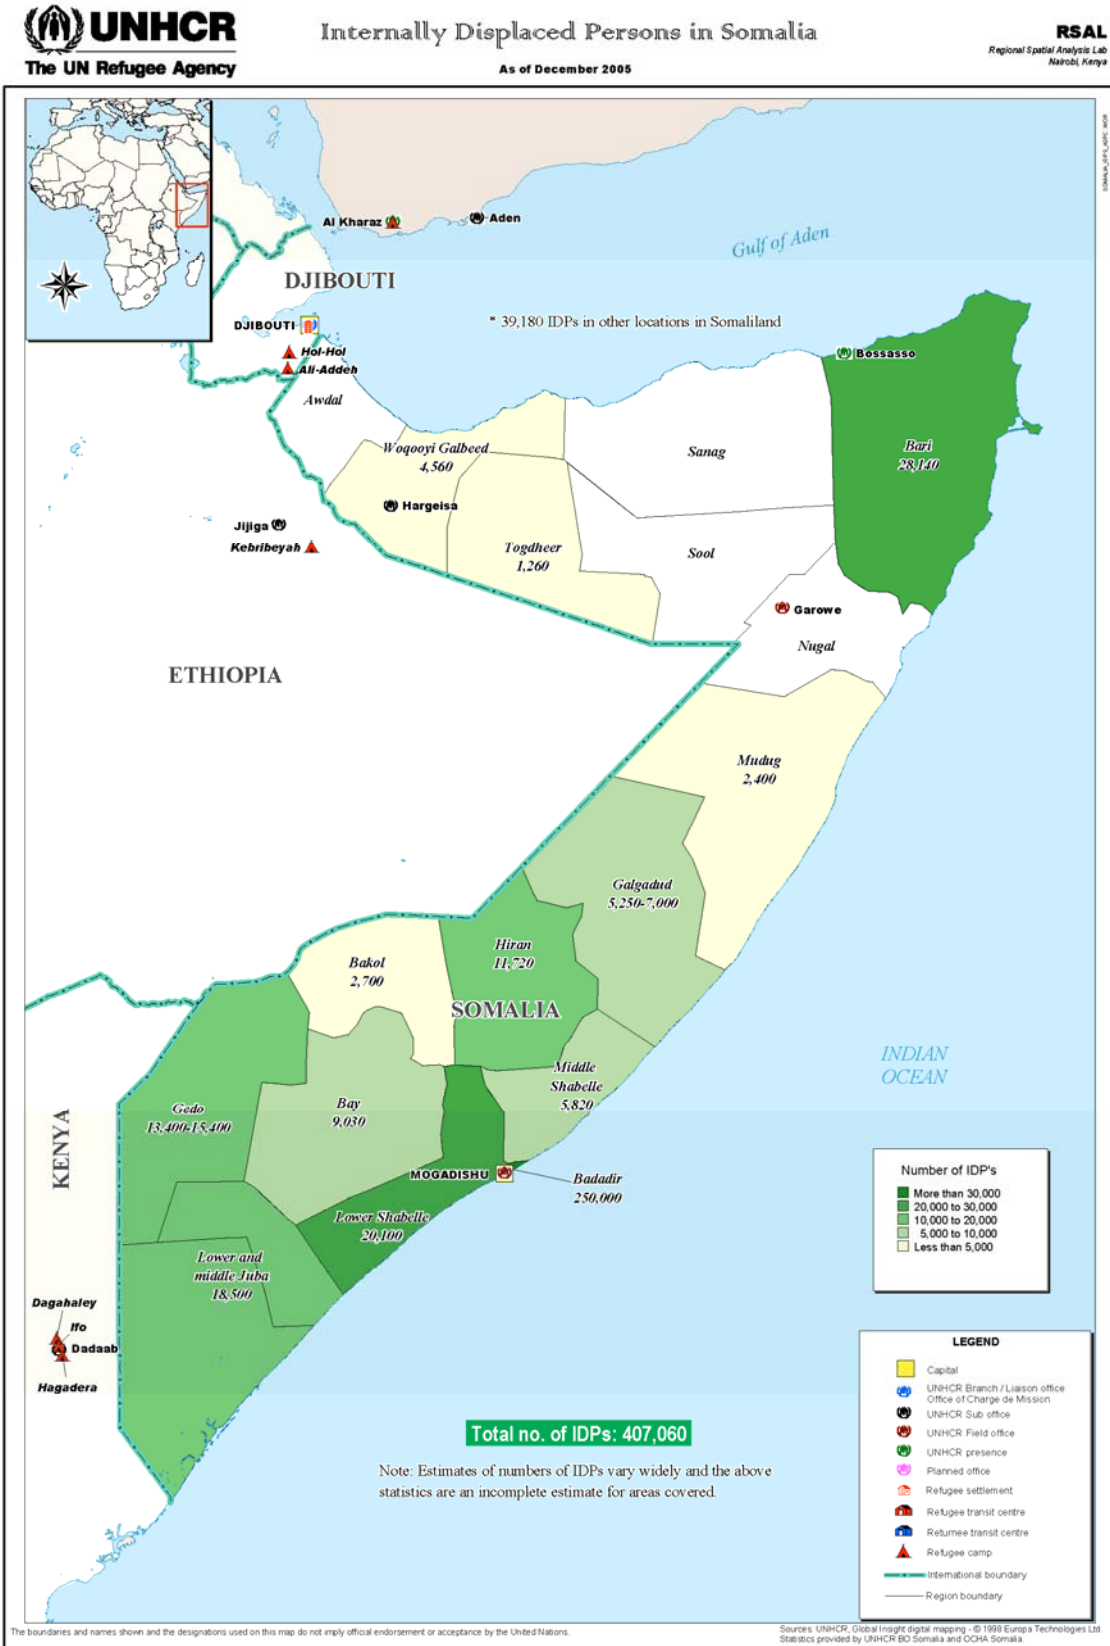 UNHCR
The UN Refugee Agency
Internally Displaced Persons in Somalia
As of December 2005
RSAL
Regional Spatial Analysis Lab
Nairobi, Kenya
Al Kharaz
Aden
Gulf of Aden
DJIBOUTI
DJIBOUTI
* 39,180 IDPs in other locations in Somaliland
Hol-Hol
Ali-Addeh
Bossasso
Awdal
Woqooyi Galbeed
4,560
Sanag
Bari
28,140
Hargeisa
Jijiga
Kebribeyah
Togdheer
1,260
Sool
Garowe
Nugal
ETHIOPIA
Mudug
2,400
Galgadud
5,250-7,000
Hiran
11,720
Bakol
2,700
SOMALIA
INDIAN
OCEAN
Middle
Shabelle
5,820
Gedo
13,400-15,400
Bay
9,030
KENYA
MOGADISHU
Badadir
250,000
Lower Shabelle
20,100
Lower and
middle Juba
18,500
Dagahaley
Ifo
Dadaab
Hagadera
Number of IDP's
More than 30,000
20,000 to 30,000
10,000 to 20,000
5,000 to 10,000
Less than 5,000
LEGEND
Capital
UNHCR Branch / Liaison office
Office of Charge de Mission
UNHCR Sub office
UNHCR Field office
UNHCR presence
Planned office
Refugee settlement
Refugee transit centre
Returnee transit centre
Refugee camp
International boundary
Region boundary
Total no. of IDPs: 407,060
Note: Estimates of numbers of IDPs vary widely and the above
statistics are an incomplete estimate for areas covered.
The boundaries and names shown and the designations used on this map do not imply official endorsement or acceptance by the United Nations.
Sources: UNHCR, Global Insight digital mapping - © 1998 Europa Technologies Ltd.
Statistics provided by UNHCR BO Somalia and OCHA Somalia.